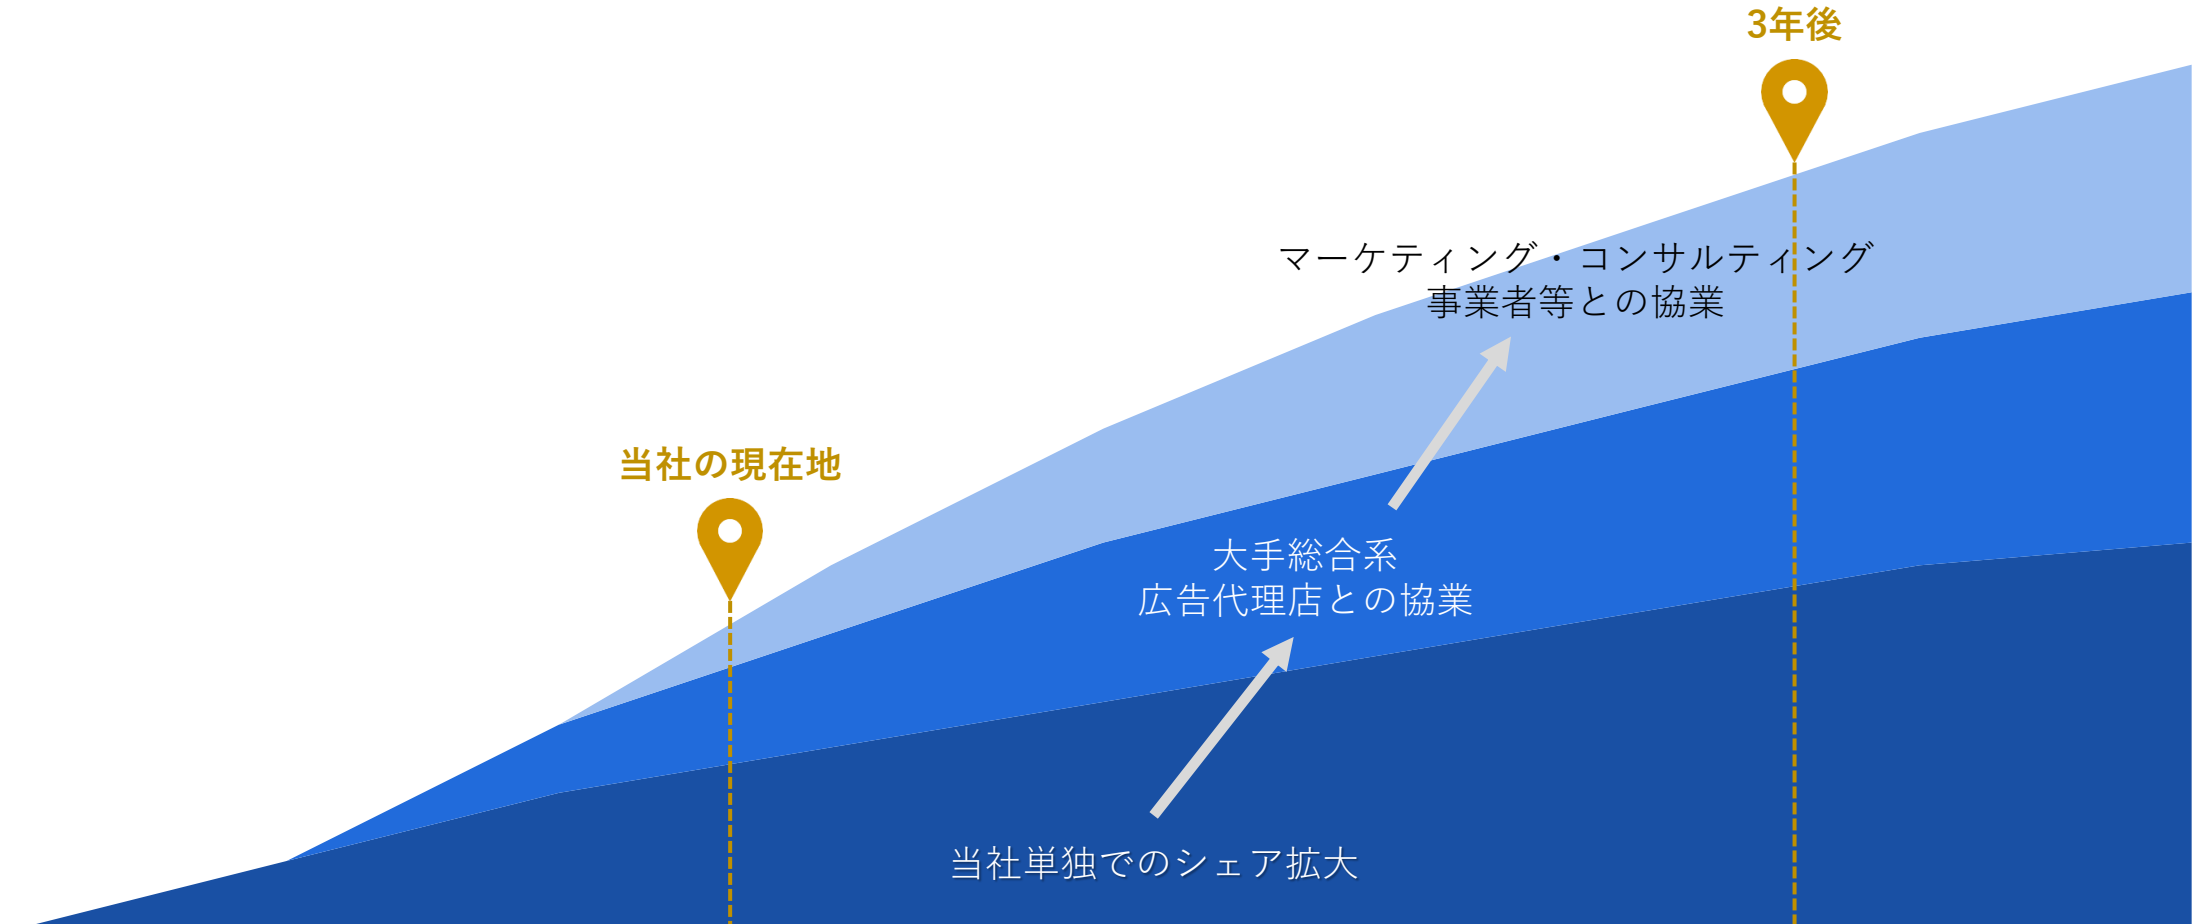 3年後
マーケティング・コンサルティング
事業者等との協業
当社の現在地
大手総合系
広告代理店との協業
当社単独でのシェア拡大